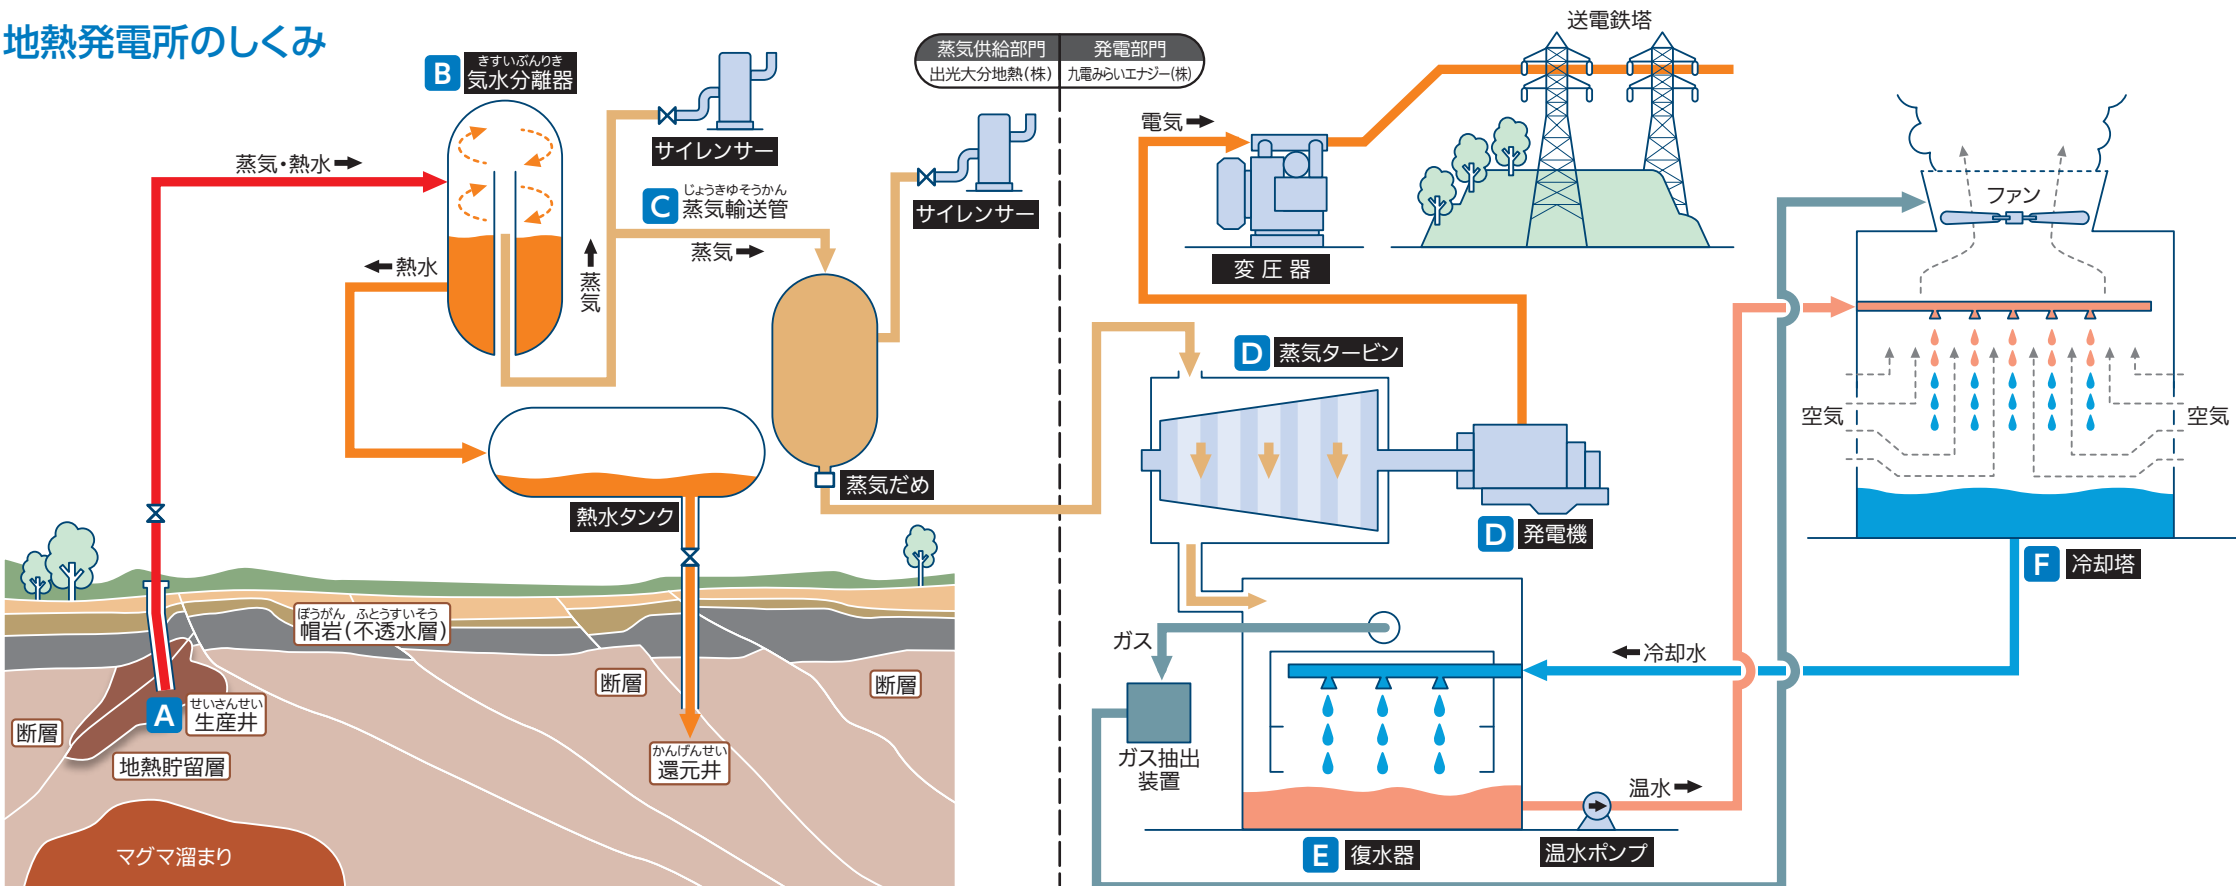 地熱発電所のしくみ
B
きすいぶんりき
気水分離器
サイレンサー
蒸気・熱水
C
じょうきゆそうかん
蒸気輸送管
サイレンサー
蒸気
熱水
蒸気
蒸気供給部門
発電部門
出光大分地熱(株)
九電みらいエナジー(株)
送電鉄塔
電気
変圧器
ファン
D
蒸気タービン
蒸気だめ
熱水タンク
D
発電機
空気
空気
F
冷却塔
ぼうがん ふとうすいそう
帽岩(不透水層)
ガス
冷却水
断層
断層
断層
A
せいさんせい
生産井
地熱貯留層
かんげんせい
還元井
ガス抽出
装置
温水
マグマ溜まり
E
復水器
温水ポンプ